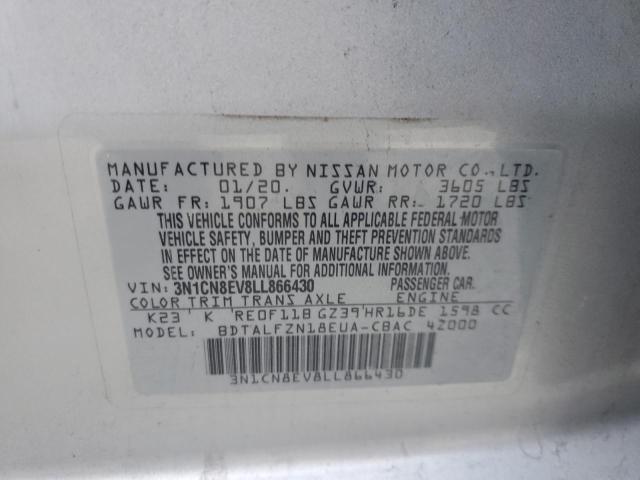 MANUFACTURED BY NISSAN MOTOR CO., LTD.
DATE: 01/20. GVWR: 3605 LBS
GAWR FR: 1907 LBS GAWR RR: 1720 LBS
THIS VEHICLE CONFORMS TO ALL APPLICABLE FEDERAL MOTOR
VEHICLE SAFETY, BUMPER AND THEFT PREVENTION STANDARDS
IN EFFECT ON THE DATE OF MANUFACTURE SHOWN ABOVE.
SEE OWNER'S MANUAL FOR ADDITIONAL INFORMATION.
VIN: 3N1CN8EV8LL866430 PASSENGER CAR.
COLOR TRIM TRANS AXLE ENGINE
K23 K RE0F11B GZ39 HR16DE 1598 CC
MODEL: BDTALFZN18EUA-CBAC 4Z000
3N1CN8EV8LL866430